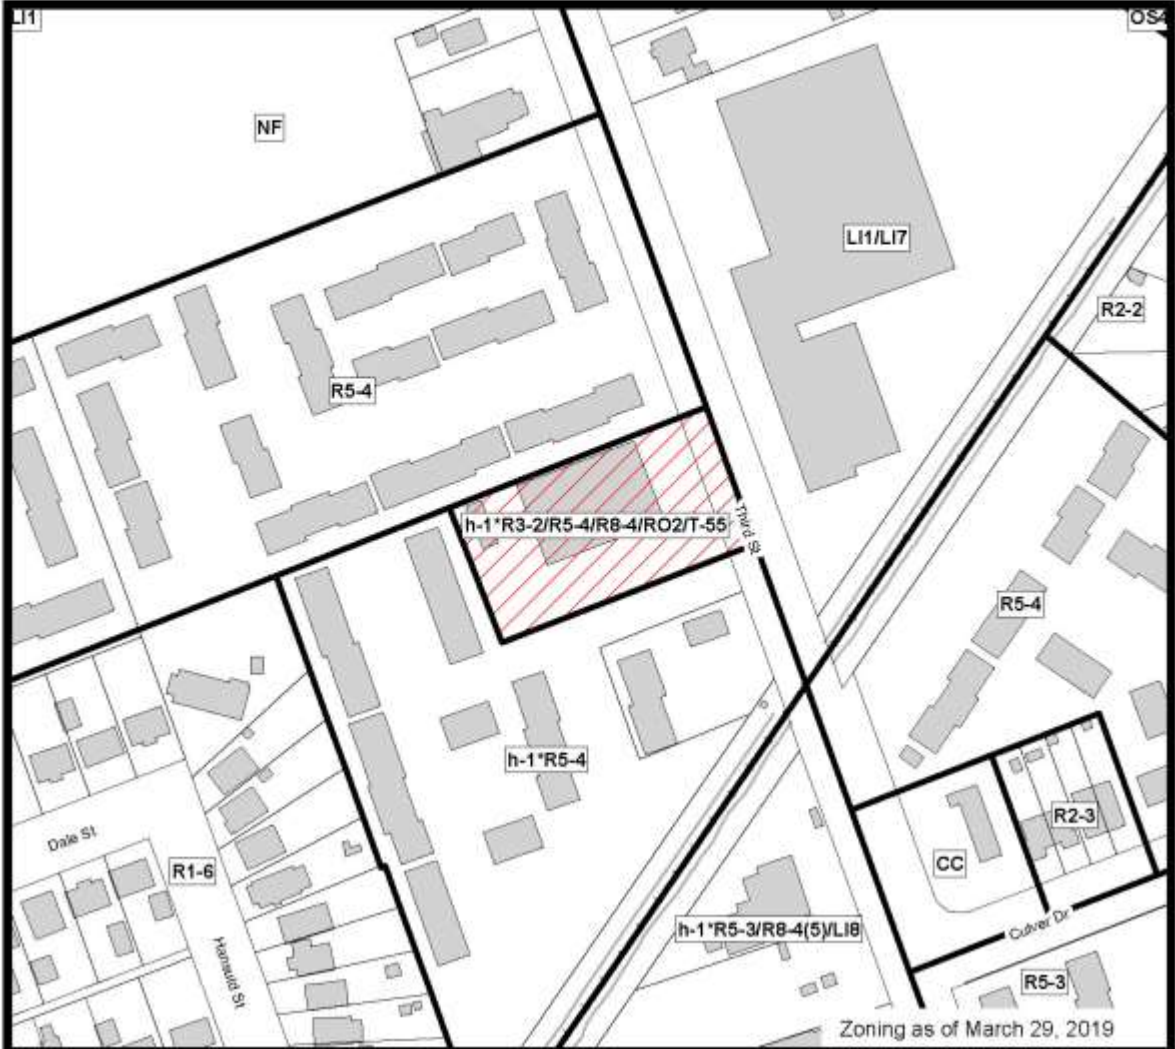 LI1
OS4
NF
LI1/LI7
R2-2
R5-4
h-1*R3-2/R5-4/R8-4/RO2/T-55
Third St
R5-4
h-1*R5-4
Dale St
R1-6
R2-3
CC
h-1*R5-3/R8-4(5)/LI8
Culver Dr
Hansuld St
R5-3
Zoning as of March 29, 2019